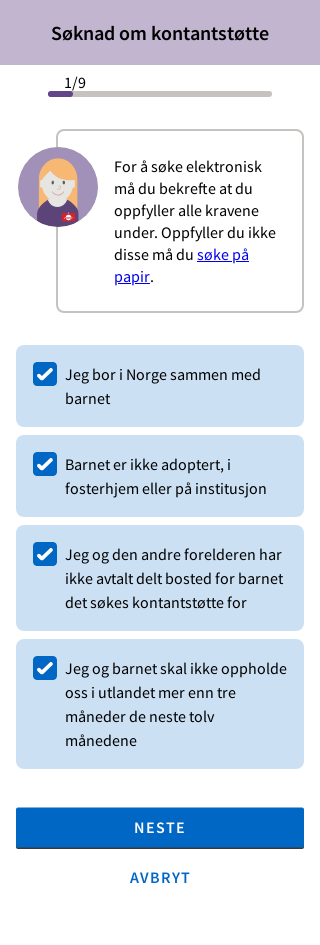 Søknad om kontantstøtte
1/9
For å søke elektronisk
må du bekrefte at du
oppfyller alle kravene
under. Oppfyller du ikke
disse må du søke på
papir.
Jeg bor i Norge sammen med
barnet
Barnet er ikke adoptert, i
fosterhjem eller på institusjon
Jeg og den andre forelderen har
ikke avtalt delt bosted for barnet
det søkes kontantstøtte for
Jeg og barnet skal ikke oppholde
oss i utlandet mer enn tre
måneder de neste tolv
månedene
NESTE
AVBRYT